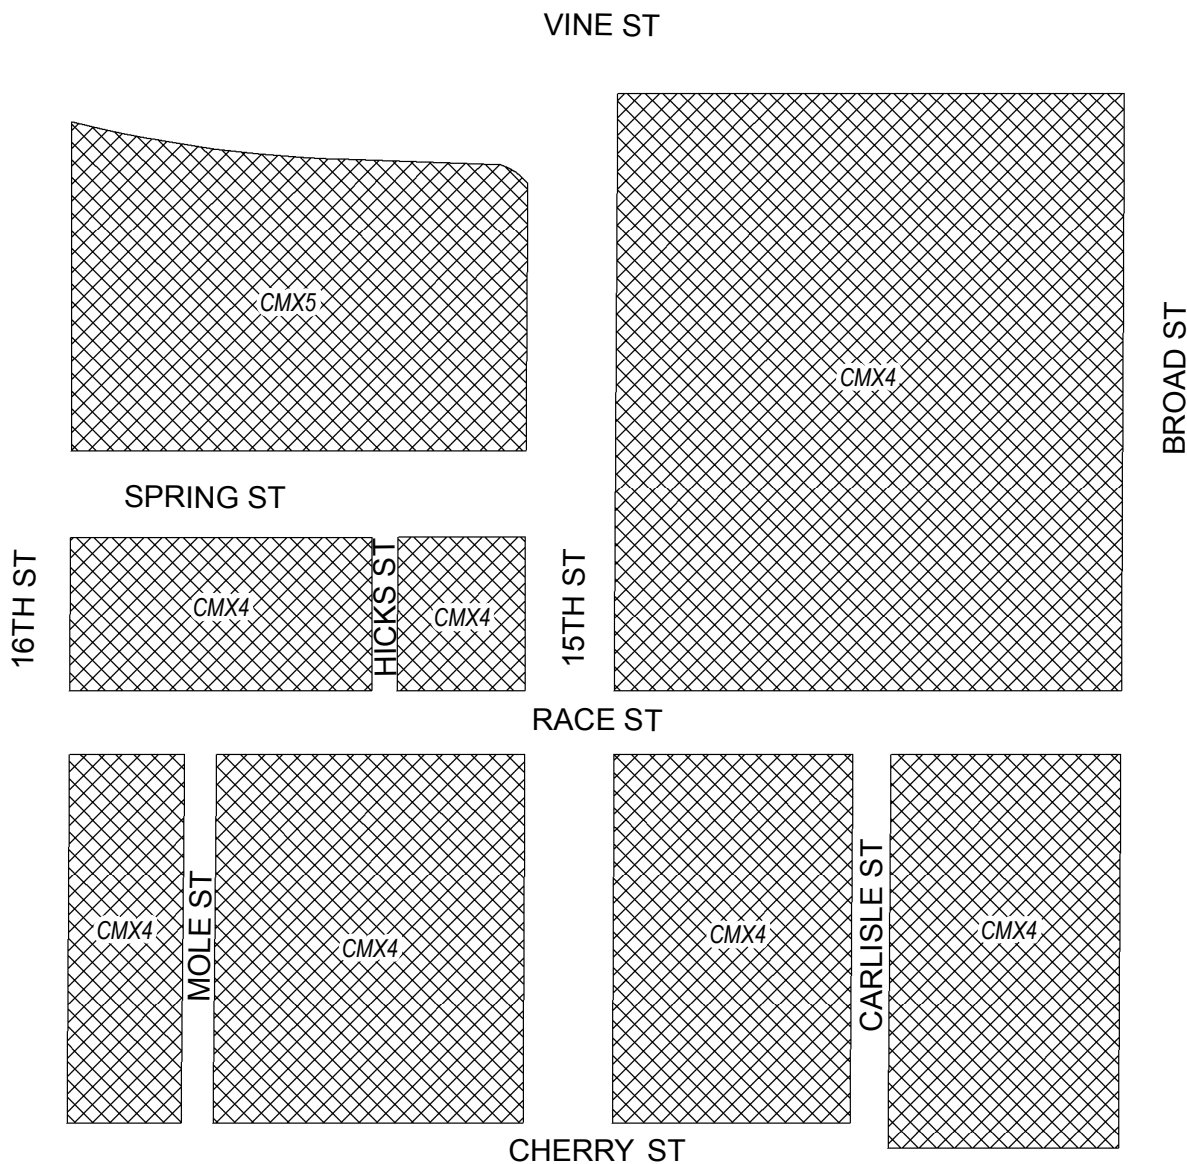 VINE ST
CMX5
CMX4
BROAD ST
SPRING ST
16TH ST
CMX4
HICKS ST
CMX4
15TH ST
RACE ST
CMX4
MOLE ST
CMX4
CMX4
CARLISLE ST
CMX4
CHERRY ST